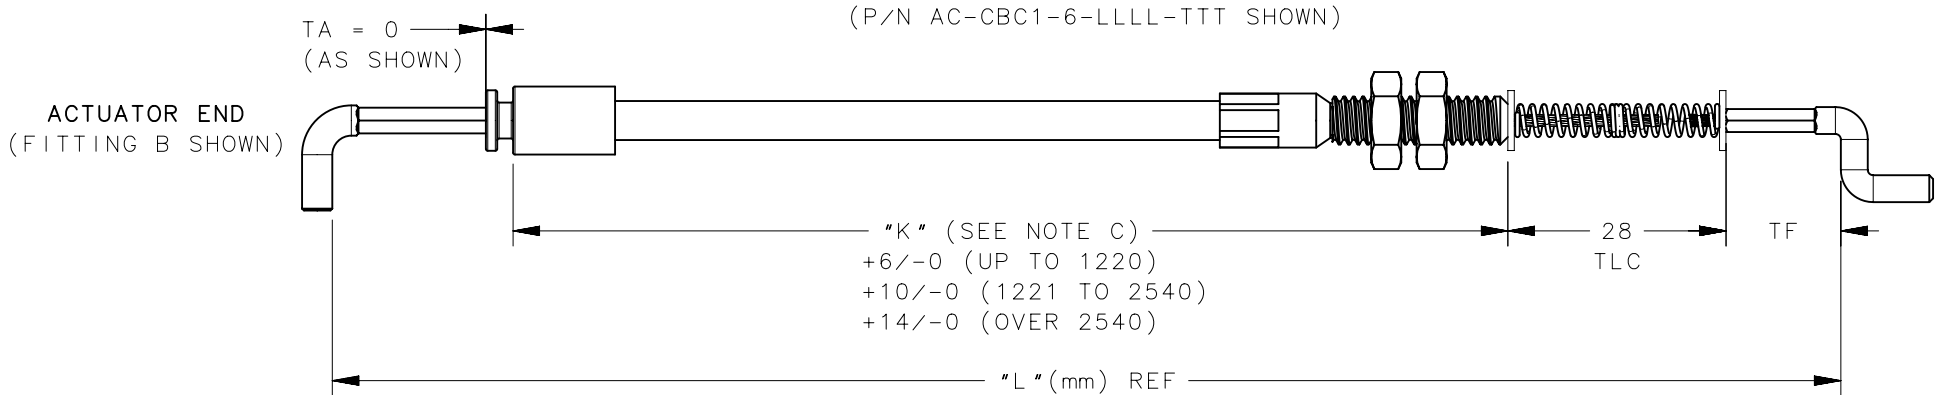 (P/N AC-CBC1-6-LLLL-TTT SHOWN)
TA = 0
(AS SHOWN)
ACTUATOR END
(FITTING B SHOWN)
"K" (SEE NOTE C)
+6/-0 (UP TO 1220)
+10/-0 (1221 TO 2540)
+14/-0 (OVER 2540)
28
TLC
TF
"L"(mm) REF